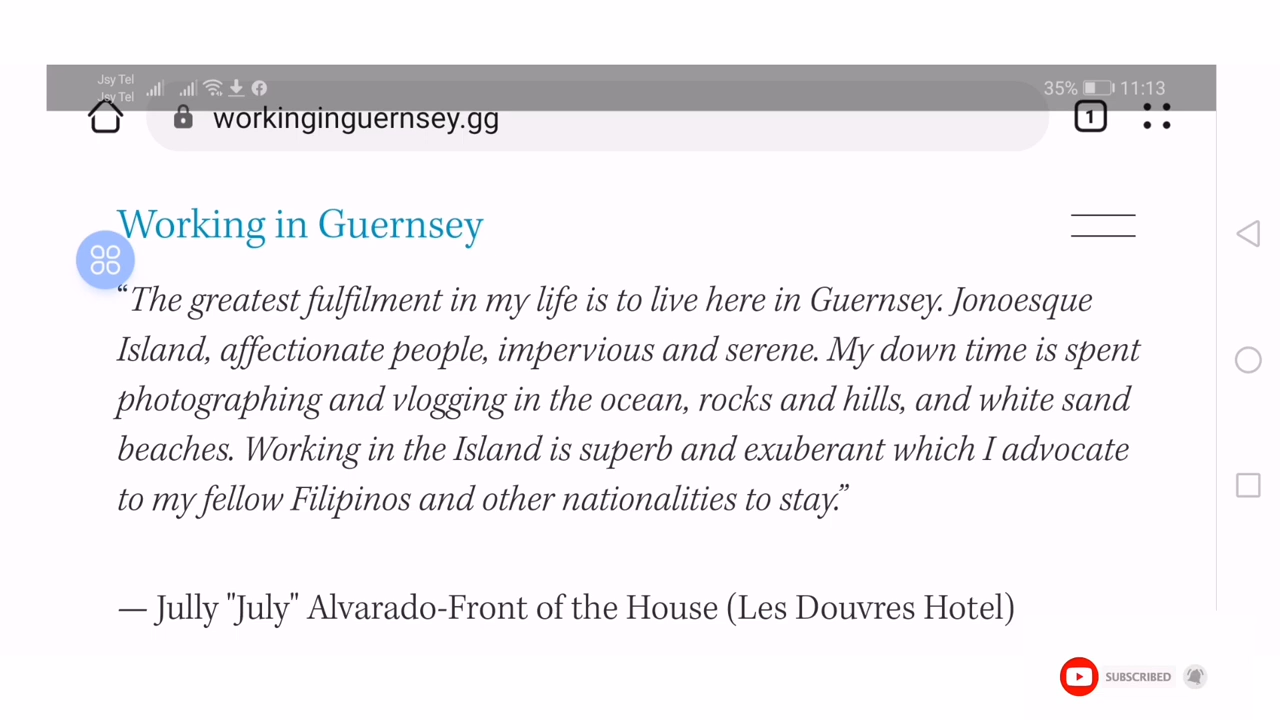 Jsy Tel
Jsy Tel
35% 11:13
workinginguernsey.gg
1
Working in Guernsey
“The greatest fulfilment in my life is to live here in Guernsey. Jonoesque
Island, affectionate people, impervious and serene. My down time is spent
photographing and vlogging in the ocean, rocks and hills, and white sand
beaches. Working in the Island is superb and exuberant which I advocate
to my fellow Filipinos and other nationalities to stay.”
— Jully "July" Alvarado-Front of the House (Les Douvres Hotel)
SUBSCRIBED